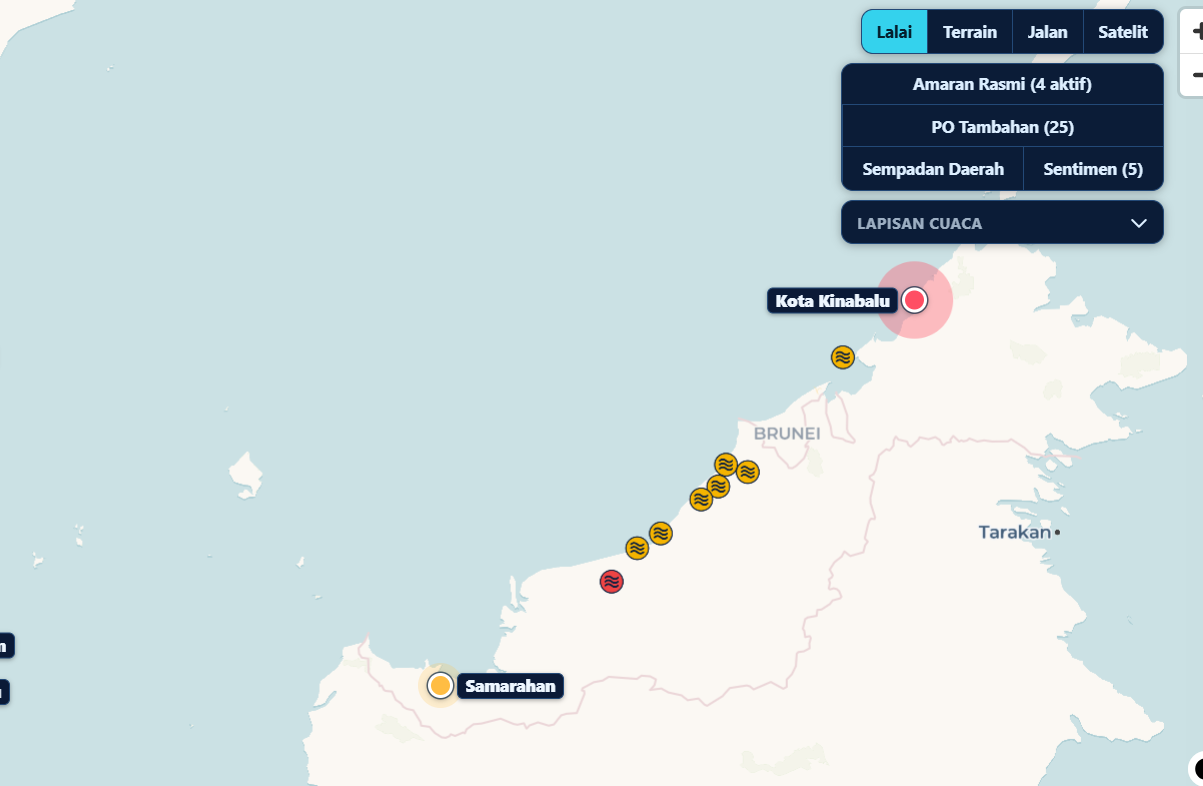 Lalai Terrain Jalan Satelit
Amaran Rasmi (4 aktif)
PO Tambahan (25)
Sempadan Daerah Sentimen (5)
LAPISAN CUACA
Kota Kinabalu
BRUNEI
Tarakan
Samarahan